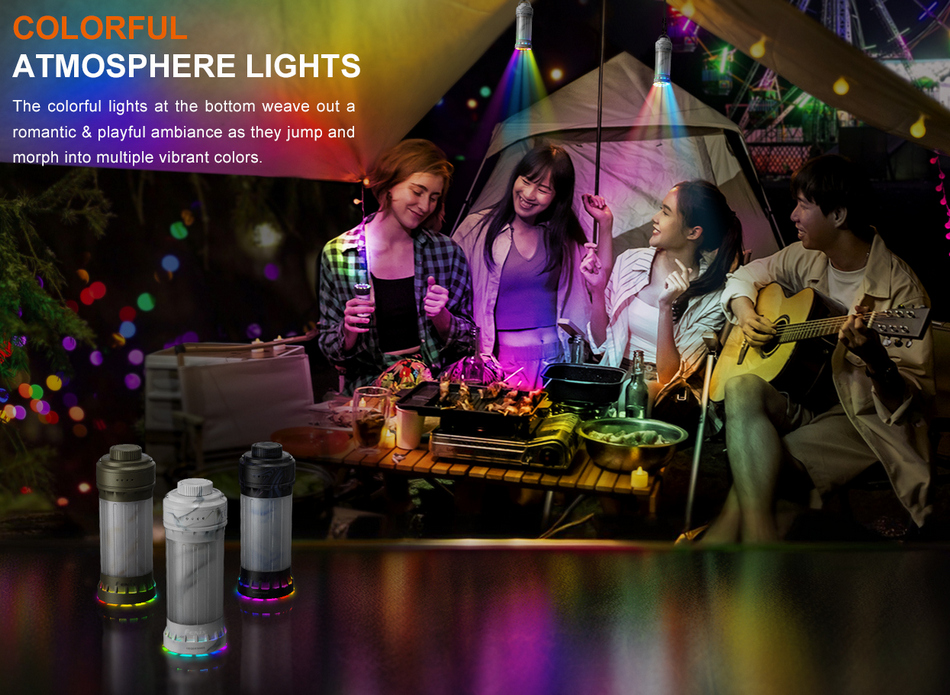 COLORFUL
ATMOSPHERE LIGHTS
The colorful lights at the bottom weave out a
romantic & playful ambiance as they jump and
morph into multiple vibrant colors.